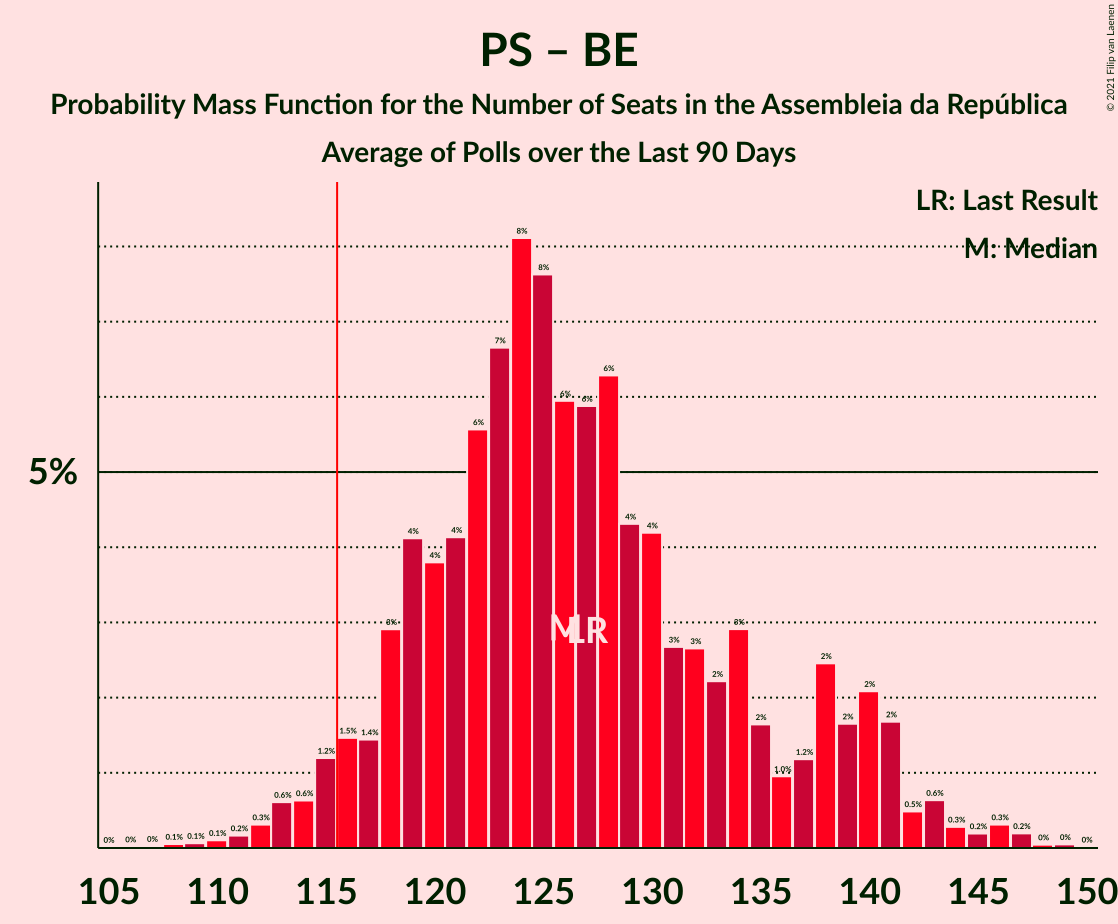 PS – BE
Probability Mass Function for the Number of Seats in the Assembleia da República
Average of Polls over the Last 90 Days
© 2021 Filip van Laenen
LR: Last Result
M: Median
5%
0% 0% 0% 0.1% 0.1% 0.1% 0.2% 0.3% 0.6% 0.6% 1.2% 1.5% 1.4% 3% 4% 4% 4% 6% 7% 8% 8% 6% 6% 6% 4% 4% 3% 3% 2% 3% 2% 1.0% 1.2% 2% 2% 2% 2% 0.5% 0.6% 0.3% 0.2% 0.3% 0.2% 0% 0% 0%
M LR
105 110 115 120 125 130 135 140 145 150